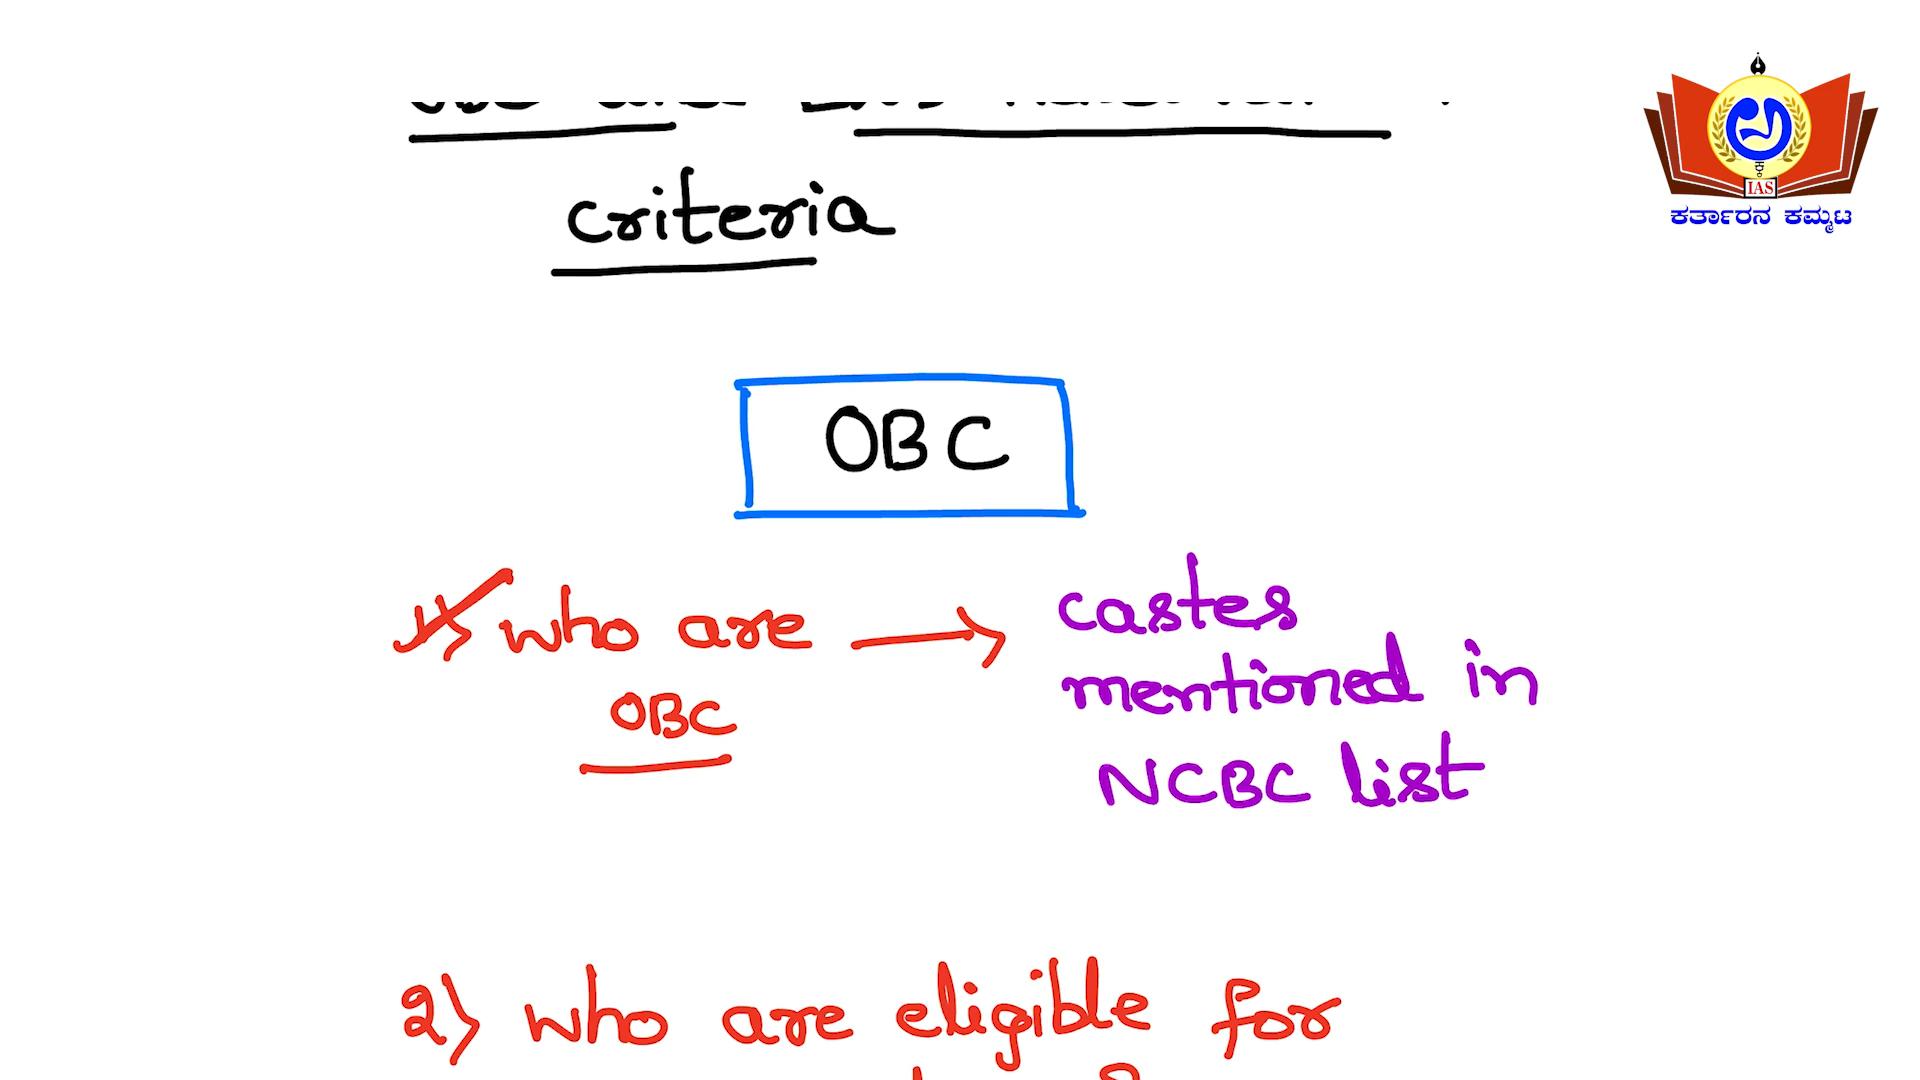 criteria
OBC
1) who are → castes
mentioned in
OBC
NCBC list
2) who are eligible for
IAS
ಕರ್ತಾರನ ಕಮ್ಮಟ